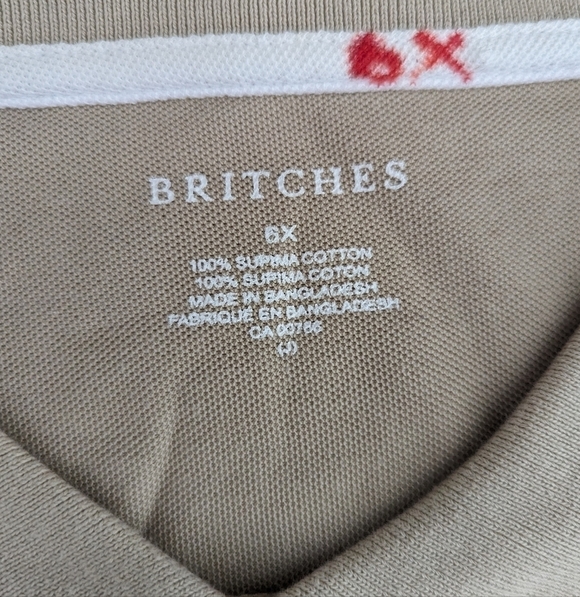 6X
BRITCHES
6X
100% SUPIMA COTTON
100% SUPIMA COTON
MADE IN BANGLADESH
FABRIQUE EN BANGLADESH
CA 00766
(J)